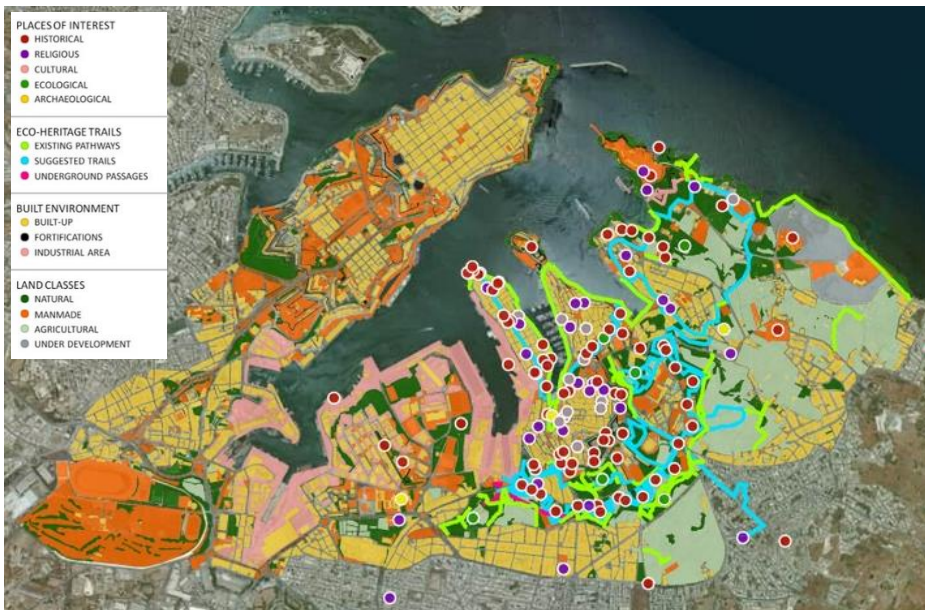 PLACES OF INTEREST
HISTORICAL
RELIGIOUS
CULTURAL
ECOLOGICAL
ARCHAEOLOGICAL
ECO-HERITAGE TRAILS
EXISTING PATHWAYS
SUGGESTED TRAILS
UNDERGROUND PASSAGES
BUILT ENVIRONMENT
BUILT-UP
FORTIFICATIONS
INDUSTRIAL AREA
LAND CLASSES
NATURAL
MANMADE
AGRICULTURAL
UNDER DEVELOPMENT